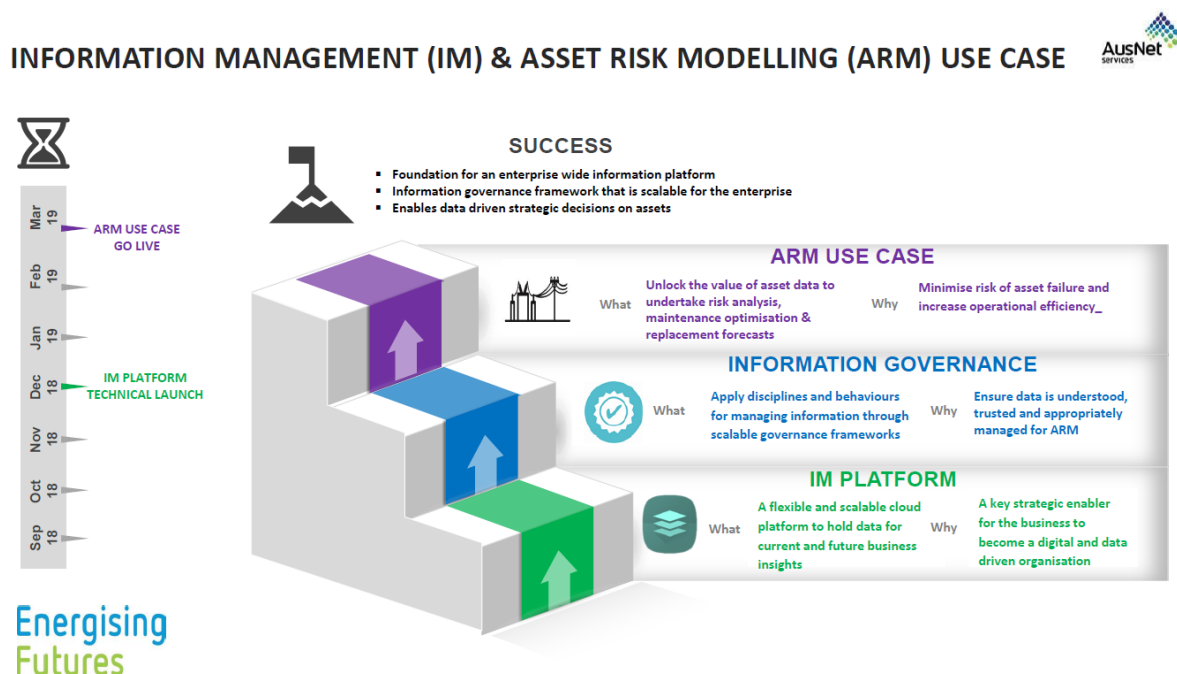 INFORMATION MANAGEMENT (IM) & ASSET RISK MODELLING (ARM) USE CASE
AusNet
services
SUCCESS
▪ Foundation for an enterprise wide information platform
▪ Information governance framework that is scalable for the enterprise
▪ Enables data driven strategic decisions on assets
Mar
19
ARM USE CASE
GO LIVE
Feb
19
Jan
19
Dec
18
IM PLATFORM
TECHNICAL LAUNCH
Nov
18
Oct
18
Sep
18
ARM USE CASE
What
Unlock the value of asset data to
undertake risk analysis,
maintenance optimisation &
replacement forecasts
Why
Minimise risk of asset failure and
increase operational efficiency_
INFORMATION GOVERNANCE
What
Apply disciplines and behaviours
for managing information through
scalable governance frameworks
Why
Ensure data is understood,
trusted and appropriately
managed for ARM
IM PLATFORM
What
A flexible and scalable cloud
platform to hold data for
current and future business
insights
Why
A key strategic enabler
for the business to
become a digital and data
driven organisation
Energising
Futures